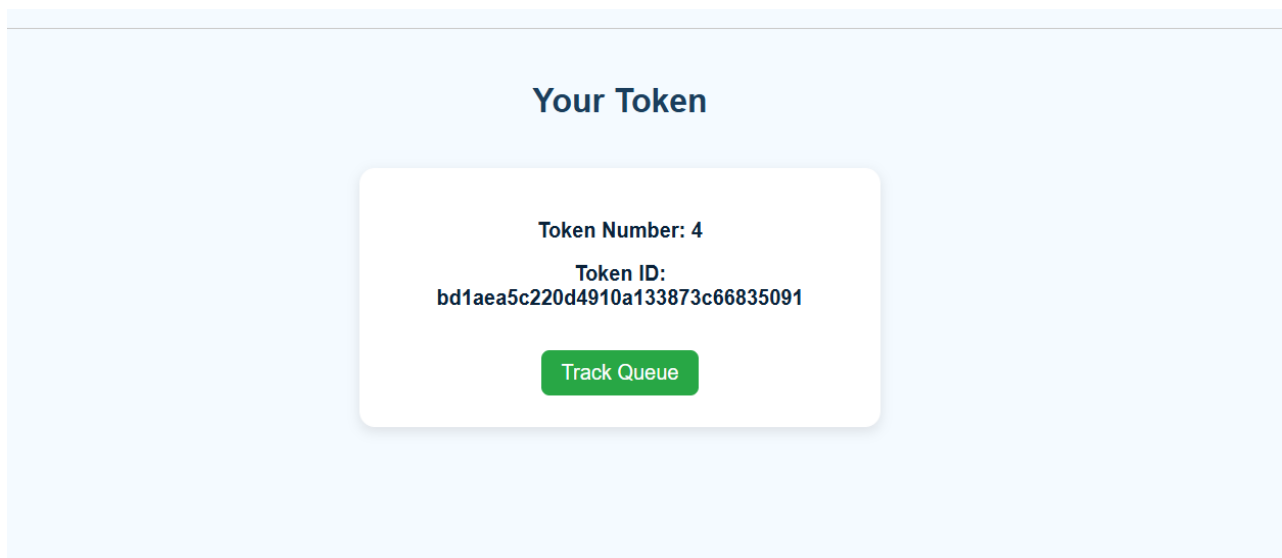 Your Token
Token Number: 4
Token ID:
bd1aea5c220d4910a133873c66835091
Track Queue